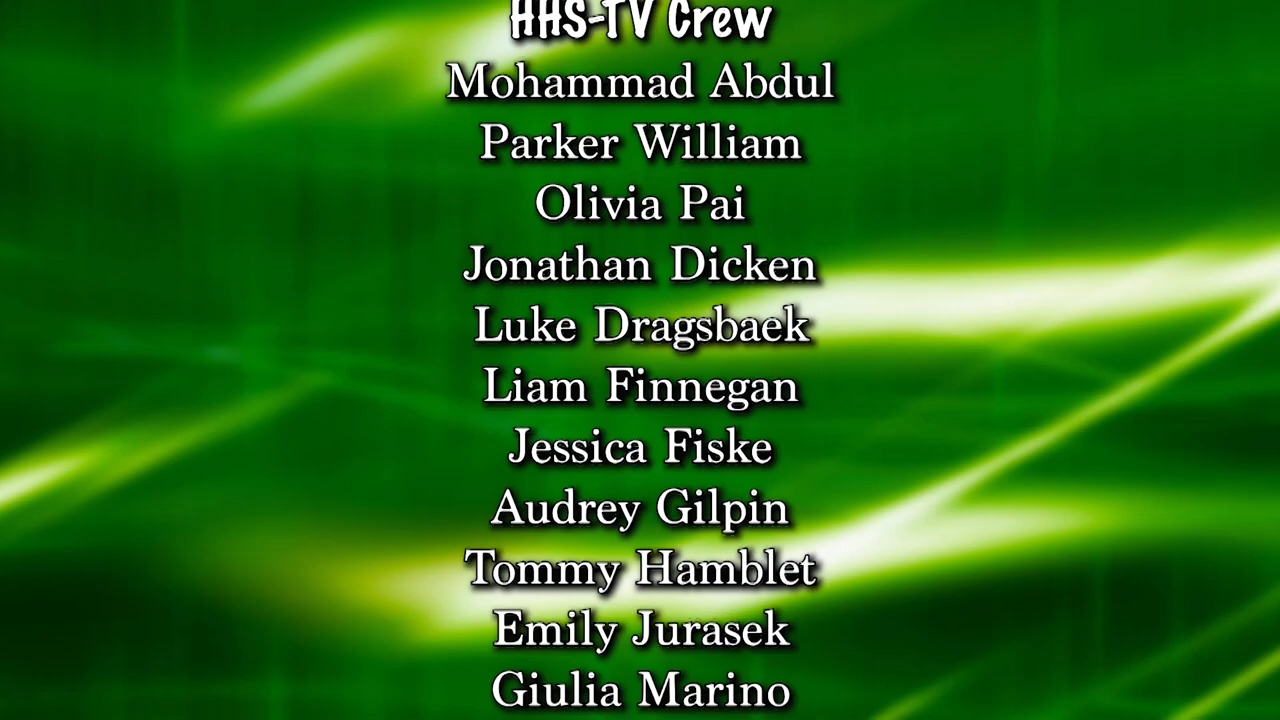 HHS-TV Crew
Mohammad Abdul
Parker William
Olivia Pai
Jonathan Dicken
Luke Dragsbaek
Liam Finnegan
Jessica Fiske
Audrey Gilpin
Tommy Hamblet
Emily Jurasek
Giulia Marino